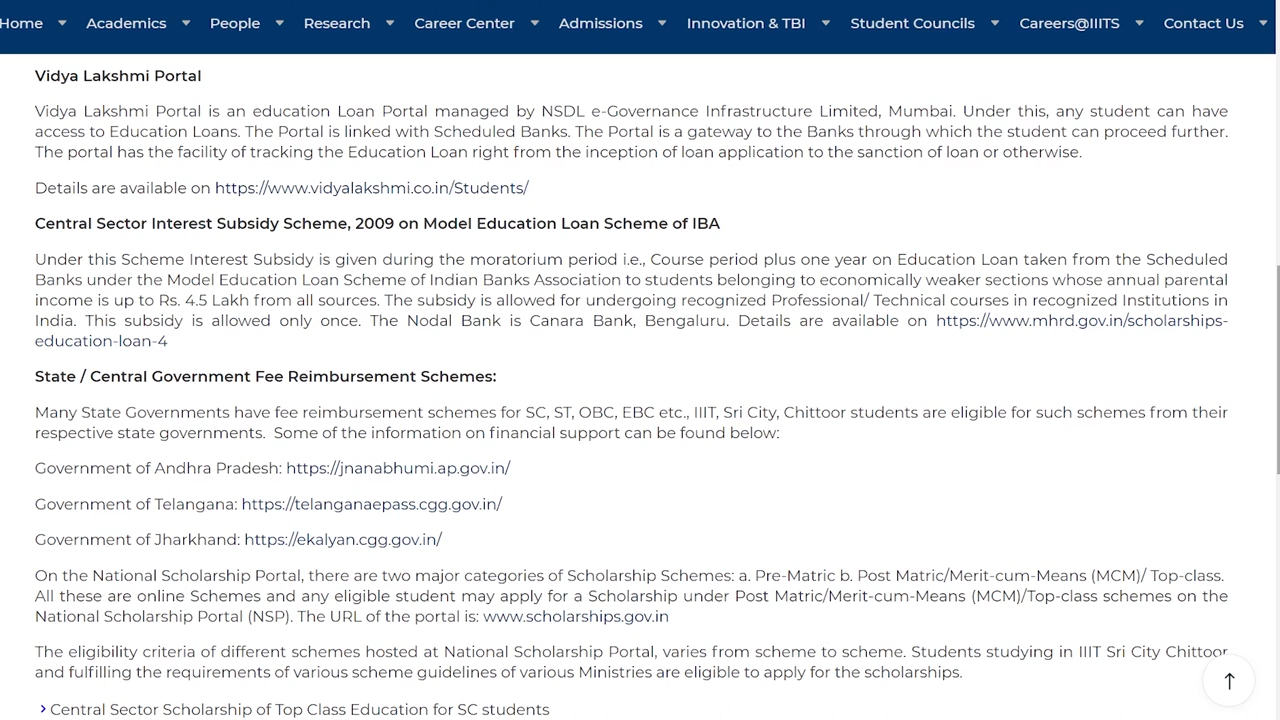 Home Academics People Research Career Center Admissions Innovation & TBI Student Councils Careers@IIITS Contact Us
Vidya Lakshmi Portal
Vidya Lakshmi Portal is an education Loan Portal managed by NSDL e-Governance Infrastructure Limited, Mumbai. Under this, any student can have
access to Education Loans. The Portal is linked with Scheduled Banks. The Portal is a gateway to the Banks through which the student can proceed further.
The portal has the facility of tracking the Education Loan right from the inception of loan application to the sanction of loan or otherwise.
Details are available on https://www.vidyalakshmi.co.in/Students/
Central Sector Interest Subsidy Scheme, 2009 on Model Education Loan Scheme of IBA
Under this Scheme Interest Subsidy is given during the moratorium period i.e., Course period plus one year on Education Loan taken from the Scheduled
Banks under the Model Education Loan Scheme of Indian Banks Association to students belonging to economically weaker sections whose annual parental
income is up to Rs. 4.5 Lakh from all sources. The subsidy is allowed for undergoing recognized Professional/ Technical courses in recognized Institutions in
India. This subsidy is allowed only once. The Nodal Bank is Canara Bank, Bengaluru. Details are available on https://www.mhrd.gov.in/scholarships-
education-loan-4
State / Central Government Fee Reimbursement Schemes:
Many State Governments have fee reimbursement schemes for SC, ST, OBC, EBC etc., IIIT, Sri City, Chittoor students are eligible for such schemes from their
respective state governments. Some of the information on financial support can be found below:
Government of Andhra Pradesh: https://jnanabhumi.ap.gov.in/
Government of Telangana: https://telanganaepass.cgg.gov.in/
Government of Jharkhand: https://ekalyan.cgg.gov.in/
On the National Scholarship Portal, there are two major categories of Scholarship Schemes: a. Pre-Matric b. Post Matric/Merit-cum-Means (MCM)/ Top-class.
All these are online Schemes and any eligible student may apply for a Scholarship under Post Matric/Merit-cum-Means (MCM)/Top-class schemes on the
National Scholarship Portal (NSP). The URL of the portal is: www.scholarships.gov.in
The eligibility criteria of different schemes hosted at National Scholarship Portal, varies from scheme to scheme. Students studying in IIIT Sri City Chittoor
and fulfilling the requirements of various scheme guidelines of various Ministries are eligible to apply for the scholarships.
Central Sector Scholarship of Top Class Education for SC students